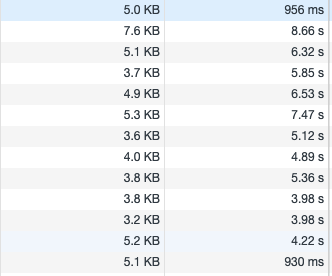 5.0 KB 956 ms
7.6 KB 8.66 s
5.1 KB 6.32 s
3.7 KB 5.85 s
4.9 KB 6.53 s
5.3 KB 7.47 s
3.6 KB 5.12 s
4.0 KB 4.89 s
3.8 KB 5.36 s
3.8 KB 3.98 s
3.2 KB 3.98 s
5.2 KB 4.22 s
5.1 KB 930 ms